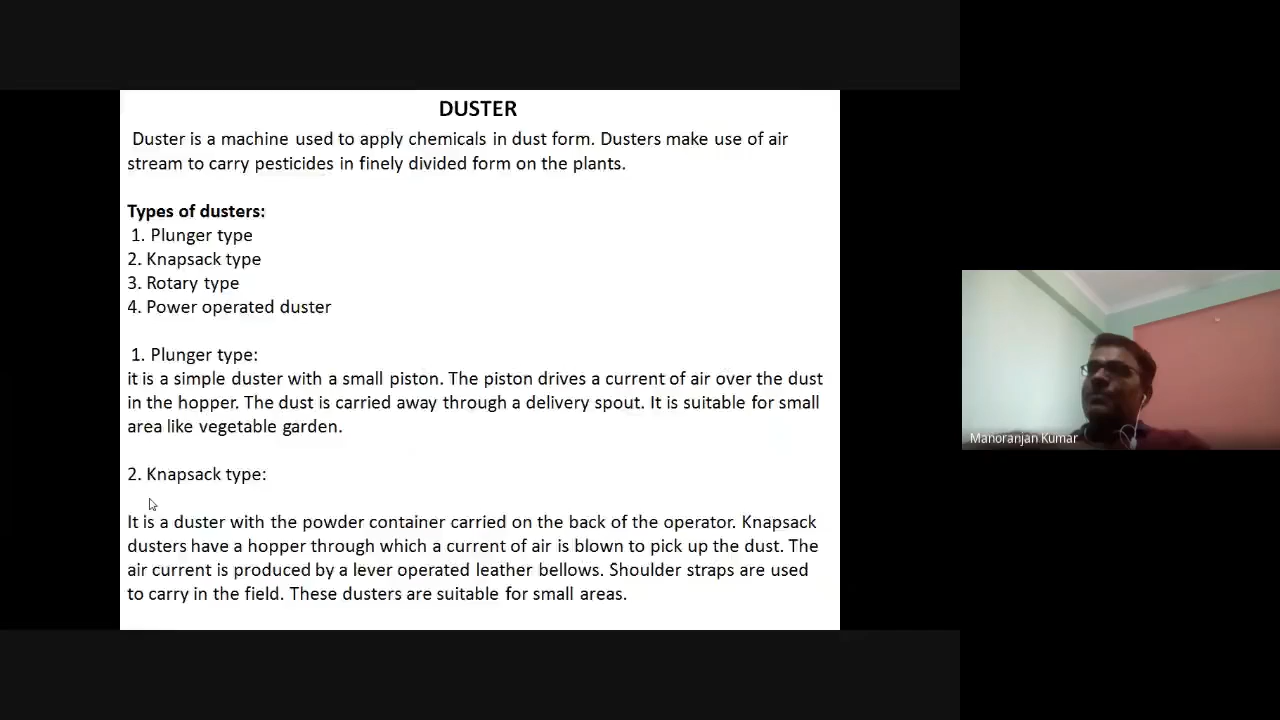 DUSTER
Duster is a machine used to apply chemicals in dust form. Dusters make use of air
stream to carry pesticides in finely divided form on the plants.
Types of dusters:
1. Plunger type
2. Knapsack type
3. Rotary type
4. Power operated duster
1. Plunger type:
it is a simple duster with a small piston. The piston drives a current of air over the dust
in the hopper. The dust is carried away through a delivery spout. It is suitable for small
area like vegetable garden.
2. Knapsack type:
It is a duster with the powder container carried on the back of the operator. Knapsack
dusters have a hopper through which a current of air is blown to pick up the dust. The
air current is produced by a lever operated leather bellows. Shoulder straps are used
to carry in the field. These dusters are suitable for small areas.
Manoranjan Kumar